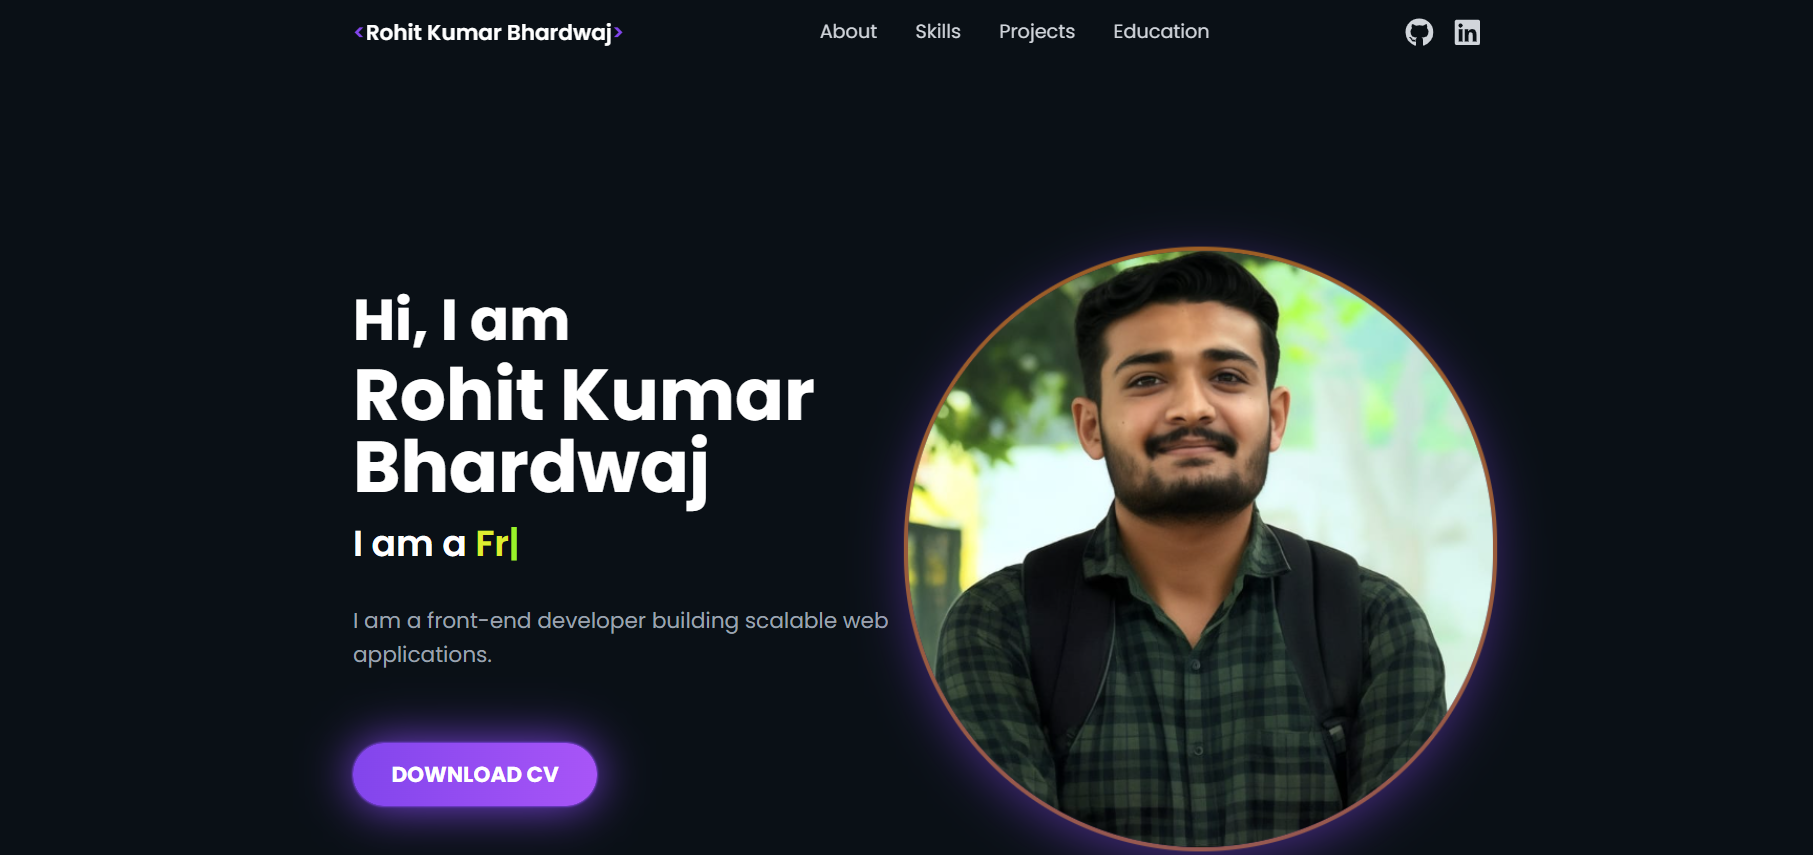 <Rohit Kumar Bhardwaj>
About
Skills
Projects
Education
in
Hi, I am
Rohit Kumar
Bhardwaj
I am a Fr|
I am a front-end developer building scalable web
applications.
DOWNLOAD CV